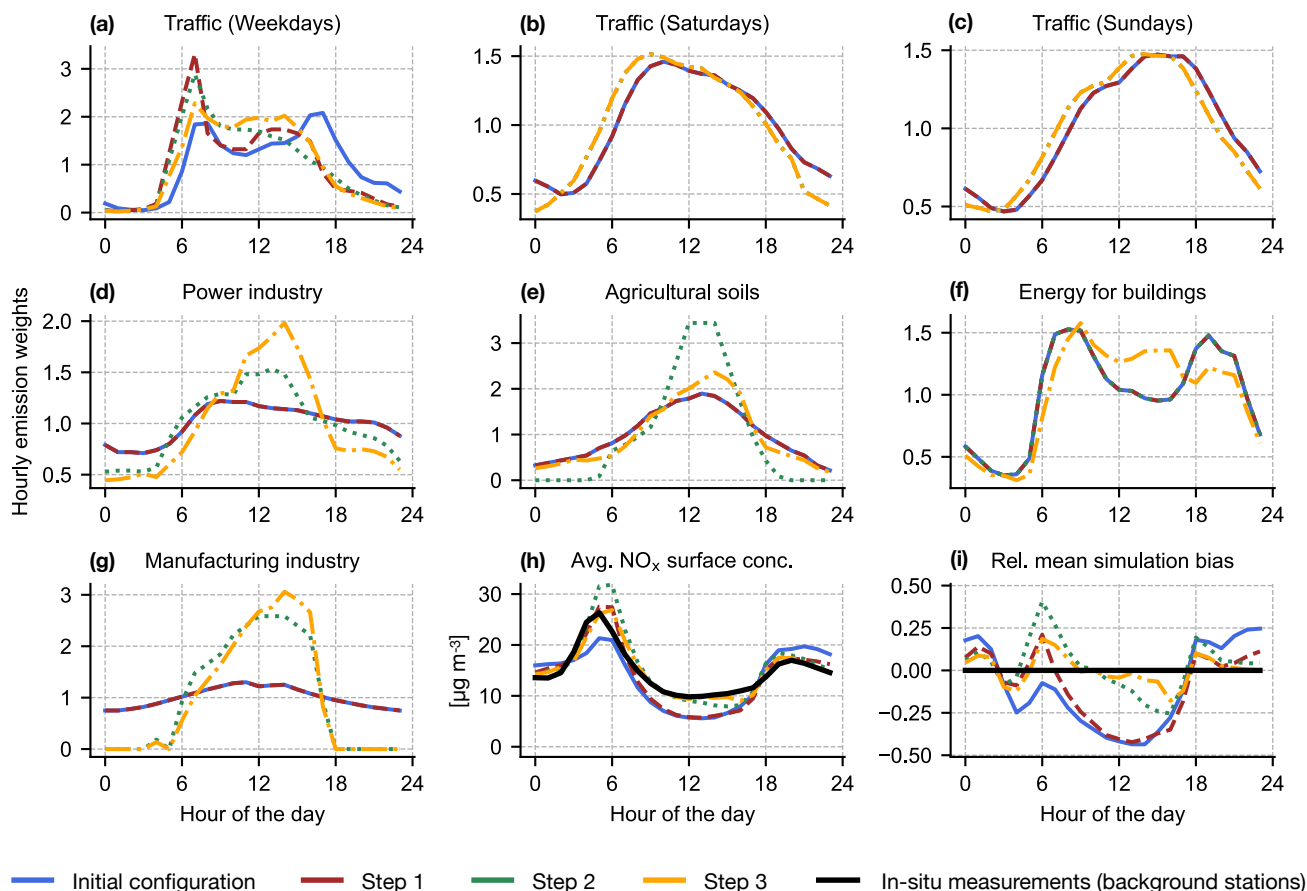 (a) Traffic (Weekdays)
(b) Traffic (Saturdays)
(c) Traffic (Sundays)
3
2
1
0
0 6 12 18 24
1.5
1.0
0.5
0 6 12 18 24
1.5
1.0
0.5
0 6 12 18 24
Hourly emission weights
(d) Power industry
(e) Agricultural soils
(f) Energy for buildings
2.0
1.5
1.0
0.5
0 6 12 18 24
3
2
1
0
0 6 12 18 24
1.5
1.0
0.5
0 6 12 18 24
(g) Manufacturing industry
(h) Avg. NOₓ surface conc.
(i) Rel. mean simulation bias
3
2
1
0
0 6 12 18 24
Hour of the day
[µg m⁻³]
30
20
10
0
0 6 12 18 24
Hour of the day
0.50
0.25
0.00
−0.25
−0.50
0 6 12 18 24
Hour of the day
Initial configuration Step 1 Step 2 Step 3 In-situ measurements (background stations)